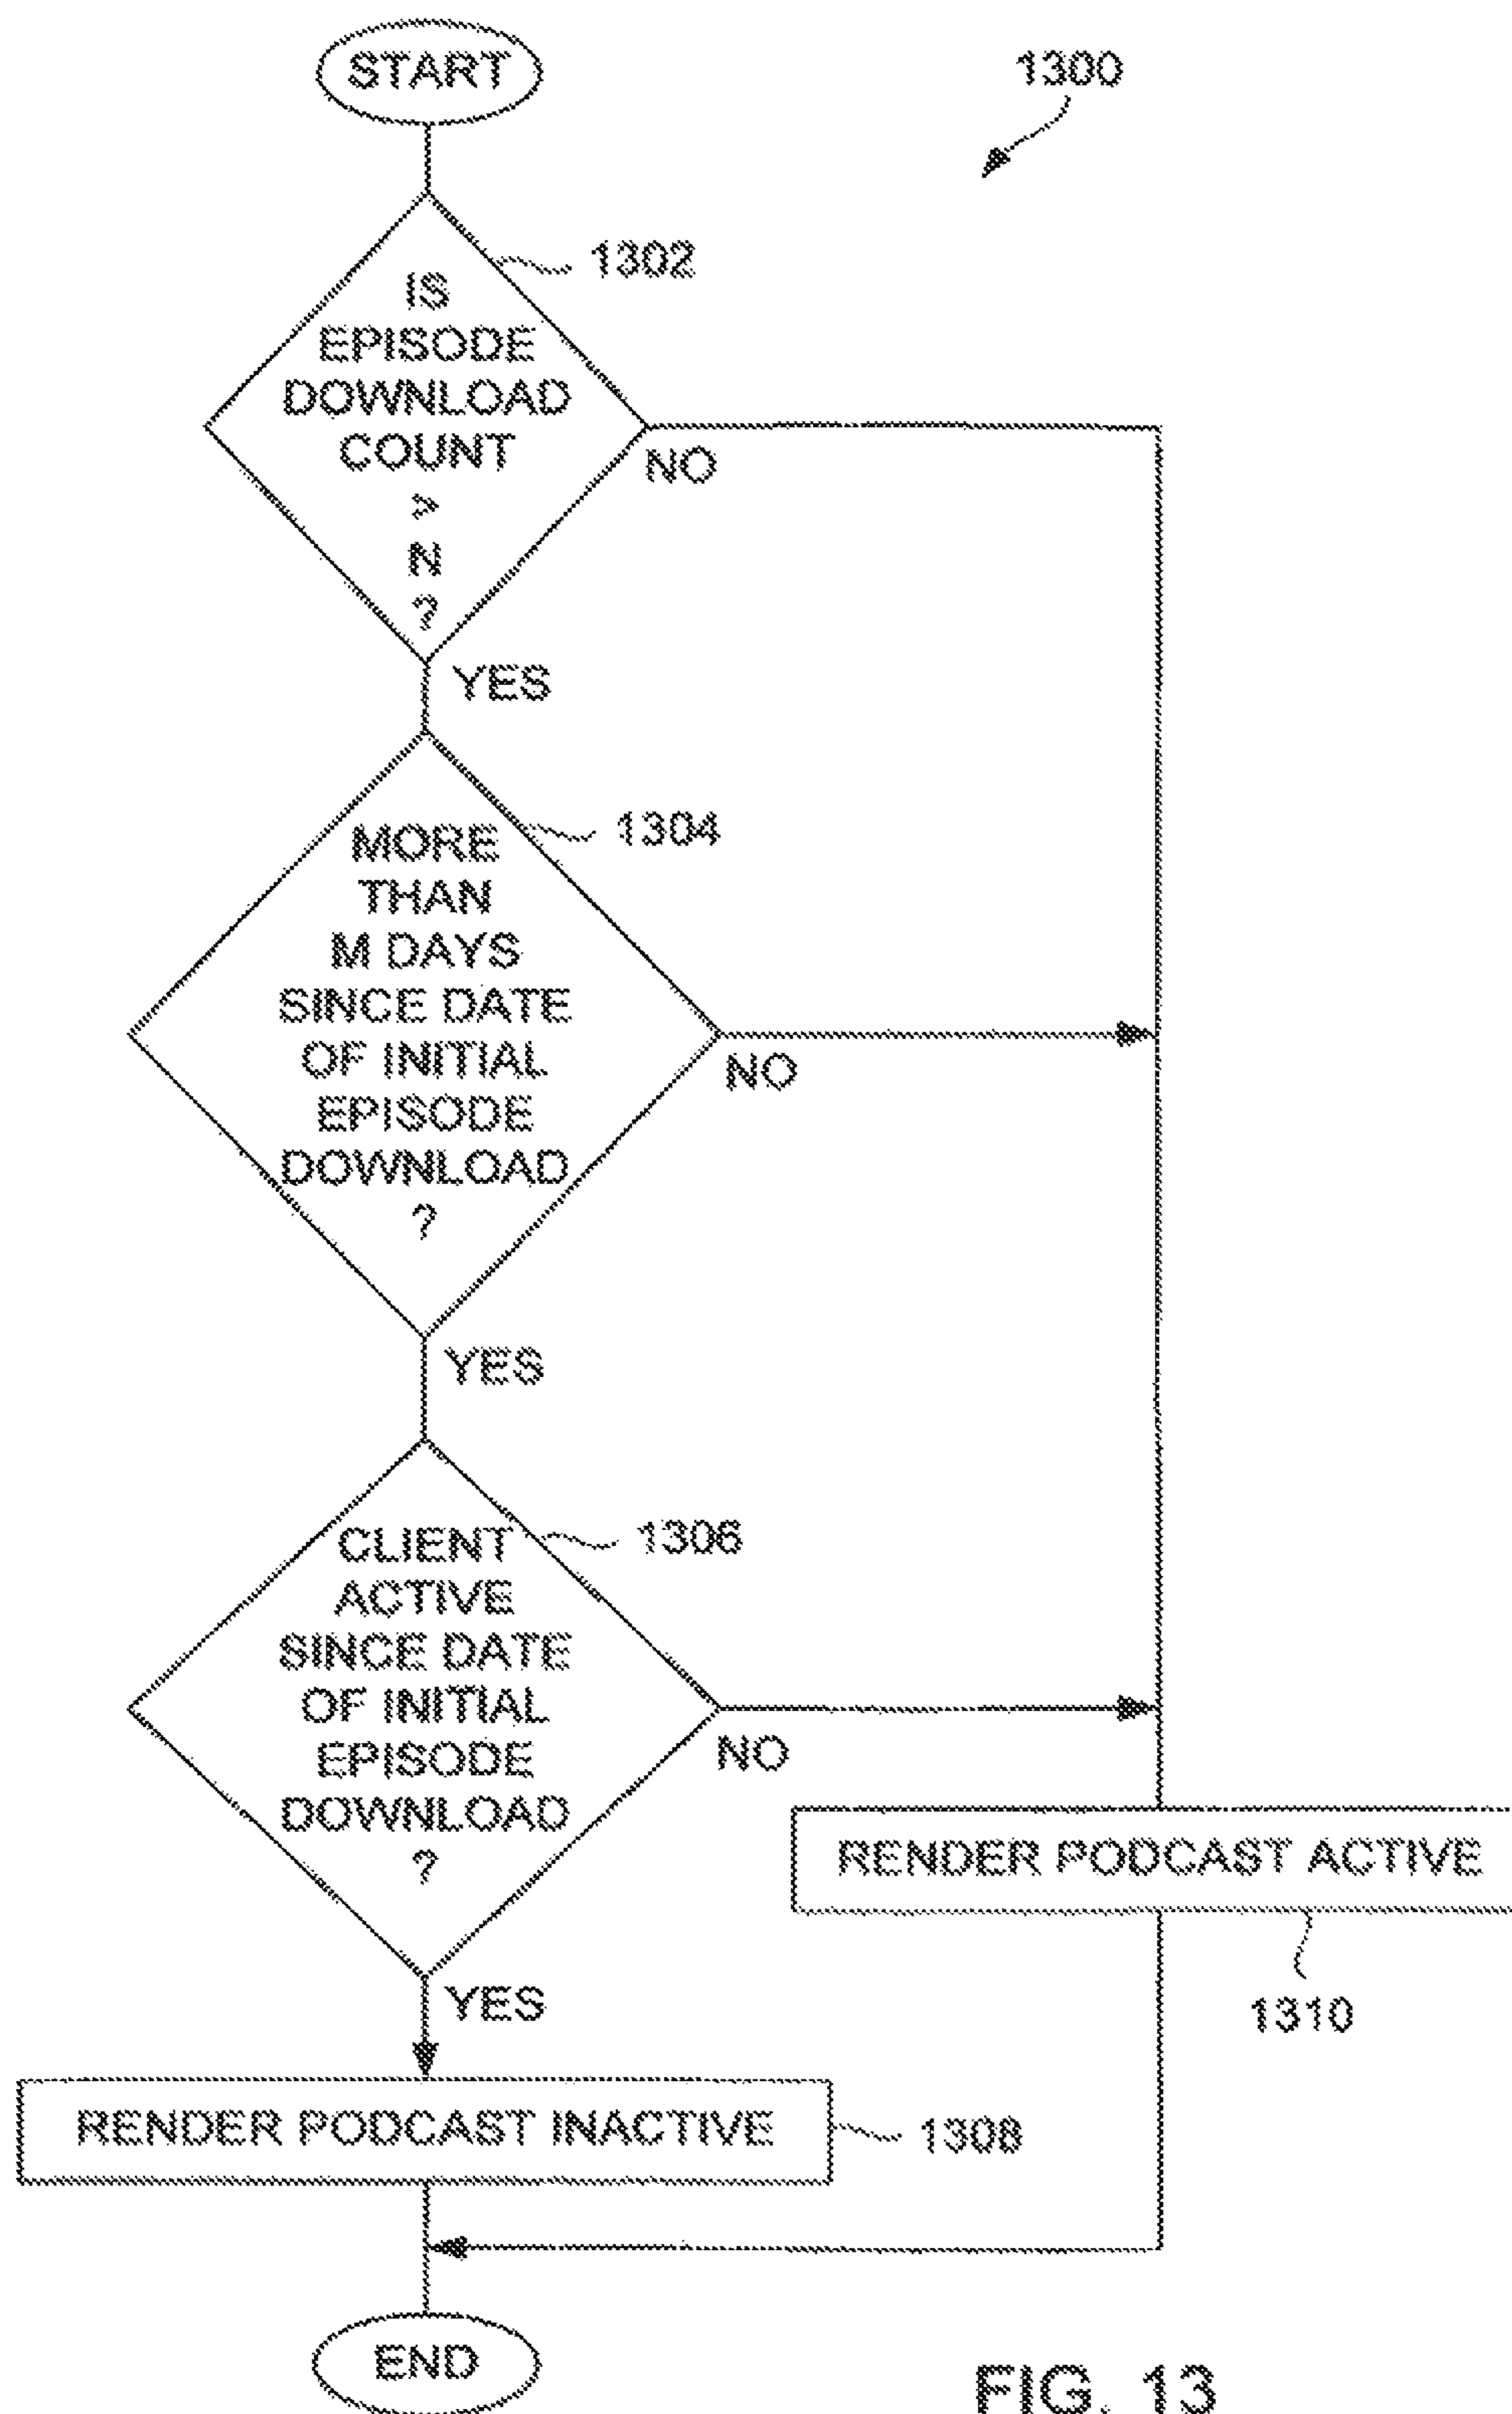 START
1300
1302
IS
EPISODE
DOWNLOAD
COUNT
>
N
?
NO
YES
1304
MORE
THAN
M DAYS
SINCE DATE
OF INITIAL
EPISODE
DOWNLOAD
?
NO
YES
1306
CLIENT
ACTIVE
SINCE DATE
OF INITIAL
EPISODE
DOWNLOAD
?
NO
YES
RENDER PODCAST ACTIVE
1310
RENDER PODCAST INACTIVE
1308
END
FIG. 13